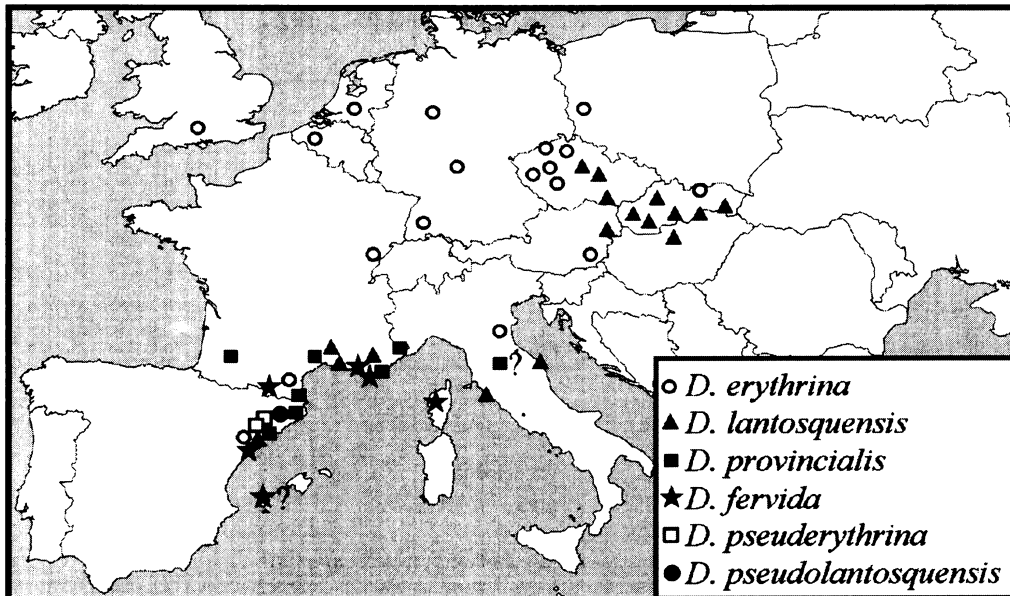 ?
?
D. erythrina
D. lantosquensis
D. provincialis
D. fervida
D. pseuderythrina
D. pseudolantosquensis